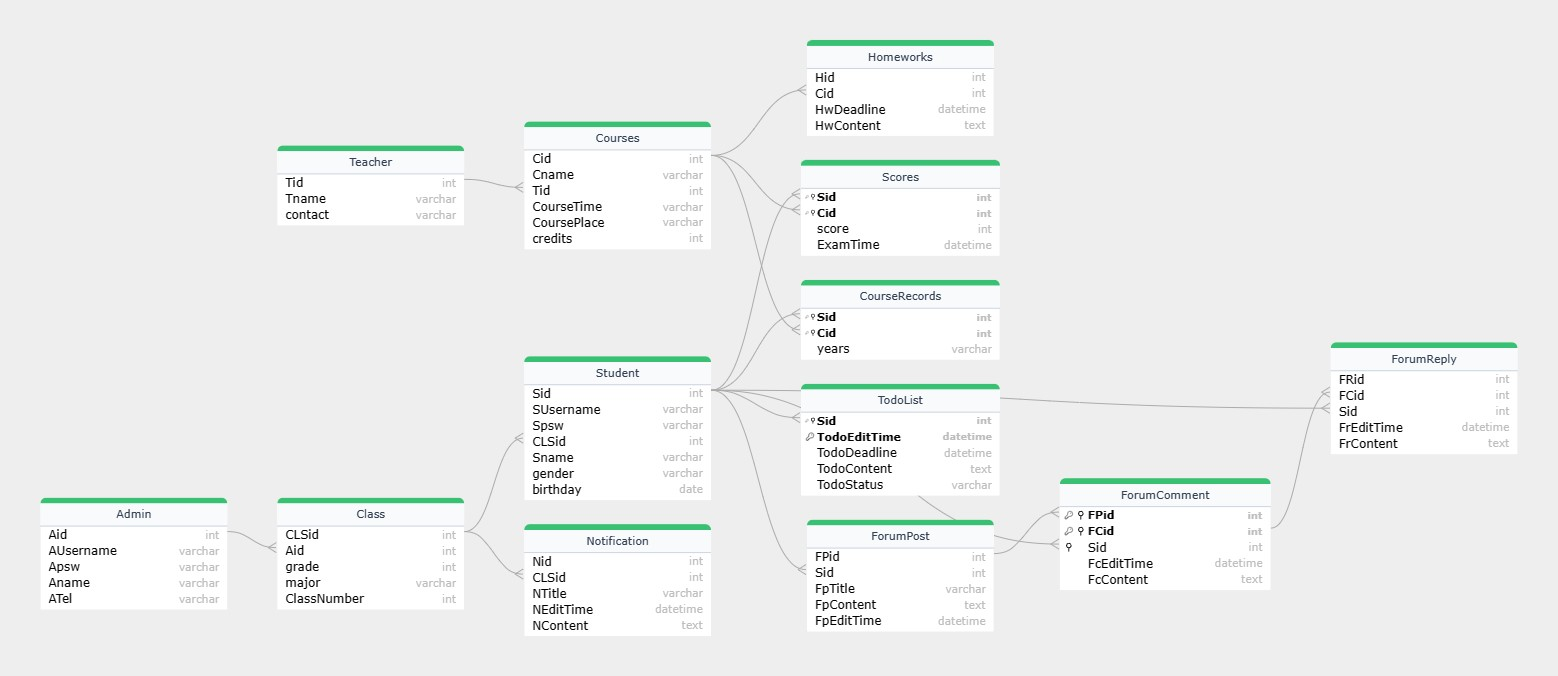 Homeworks
Hid int
Cid int
HwDeadline datetime
HwContent text
Teacher
Tid int
Tname varchar
contact varchar
Courses
Cid int
Cname varchar
Tid int
CourseTime varchar
CoursePlace varchar
credits int
Scores
Sid int
Cid int
score int
ExamTime datetime
CourseRecords
Sid int
Cid int
years varchar
Student
Sid int
SUsername varchar
Spsw varchar
CLSid int
Sname varchar
gender varchar
birthday date
TodoList
Sid int
TodoEditTime datetime
TodoDeadline datetime
TodoContent text
TodoStatus varchar
ForumReply
FRid int
FCid int
Sid int
FrEditTime datetime
FrContent text
Admin
Aid int
AUsername varchar
Apsw varchar
Aname varchar
ATel varchar
Class
CLSid int
Aid int
grade int
major varchar
ClassNumber int
Notification
Nid int
CLSid int
NTitle varchar
NEditTime datetime
NContent text
ForumPost
FPid int
Sid int
FpTitle varchar
FpContent text
FpEditTime datetime
ForumComment
FPid int
FCid int
Sid int
FcEditTime datetime
FcContent text